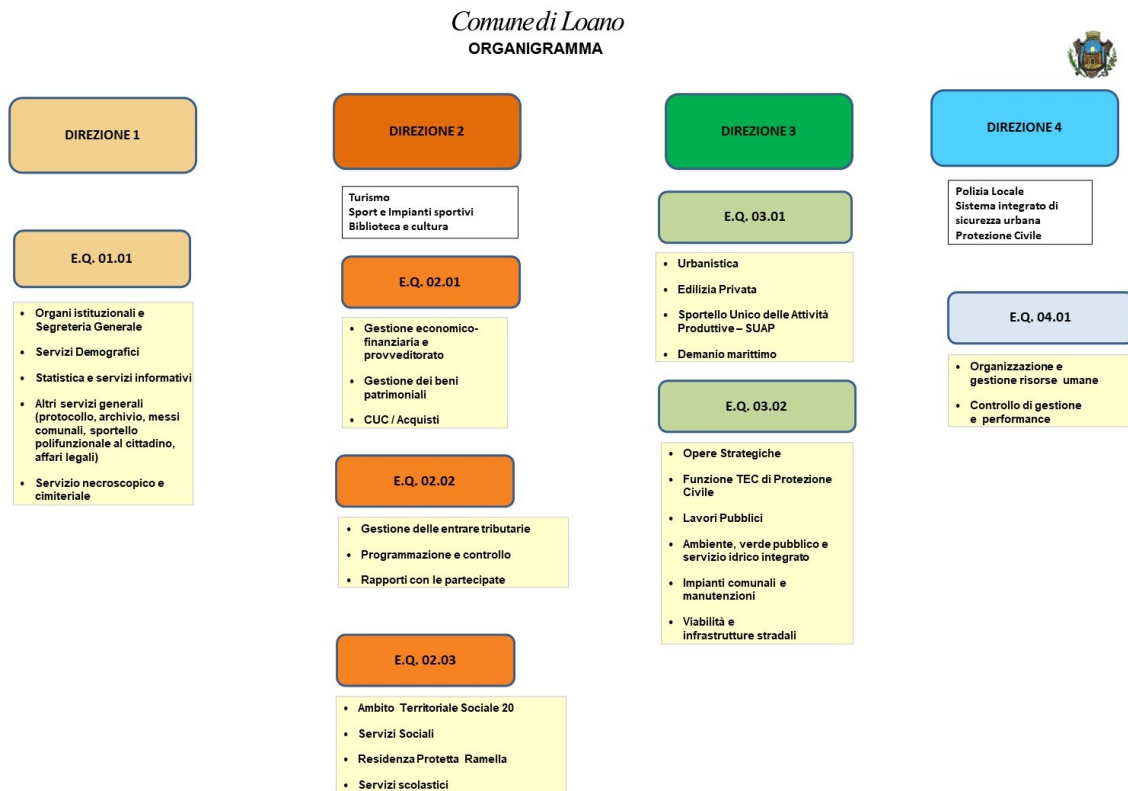 Comune di Loano
ORGANIGRAMMA
DIREZIONE 1
E.Q. 01.01
• Organi istituzionali e
Segreteria Generale
• Servizi Demografici
• Statistica e servizi informativi
• Altri servizi generali
(protocollo, archivio, messi
comunali, sportello
polifunzionale al cittadino,
affari legali)
• Servizio necroscopico e
cimiteriale
DIREZIONE 2
Turismo
Sport e Impianti sportivi
Biblioteca e cultura
E.Q. 02.01
• Gestione economico-
finanziaria e
provveditorato
• Gestione dei beni
patrimoniali
• CUC / Acquisti
E.Q. 02.02
• Gestione delle entrare tributarie
• Programmazione e controllo
• Rapporti con le partecipate
E.Q. 02.03
• Ambito Territoriale Sociale 20
• Servizi Sociali
• Residenza Protetta Ramella
• Servizi scolastici
DIREZIONE 3
E.Q. 03.01
• Urbanistica
• Edilizia Privata
• Sportello Unico delle Attività
Produttive – SUAP
• Demanio marittimo
E.Q. 03.02
• Opere Strategiche
• Funzione TEC di Protezione
Civile
• Lavori Pubblici
• Ambiente, verde pubblico e
servizio idrico integrato
• Impianti comunali e
manutenzioni
• Viabilità e
infrastrutture stradali
DIREZIONE 4
Polizia Locale
Sistema integrato di
sicurezza urbana
Protezione Civile
E.Q. 04.01
• Organizzazione e
gestione risorse umane
• Controllo di gestione
e performance